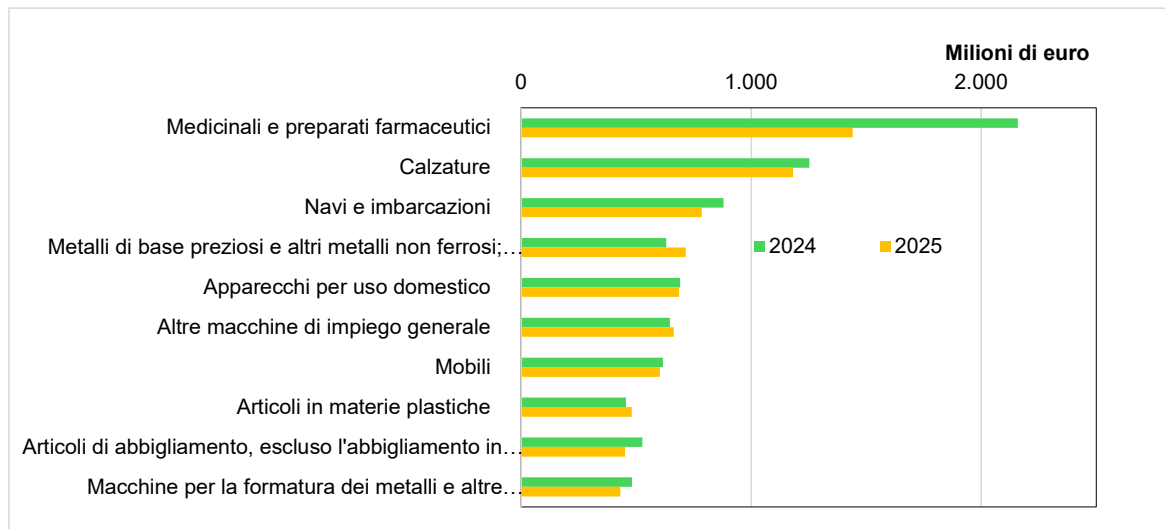 Milioni di euro
0 1.000 2.000
Medicinali e preparati farmaceutici
Calzature
Navi e imbarcazioni
Metalli di base preziosi e altri metalli non ferrosi;…
2024 2025
Apparecchi per uso domestico
Altre macchine di impiego generale
Mobili
Articoli in materie plastiche
Articoli di abbigliamento, escluso l'abbigliamento in…
Macchine per la formatura dei metalli e altre…